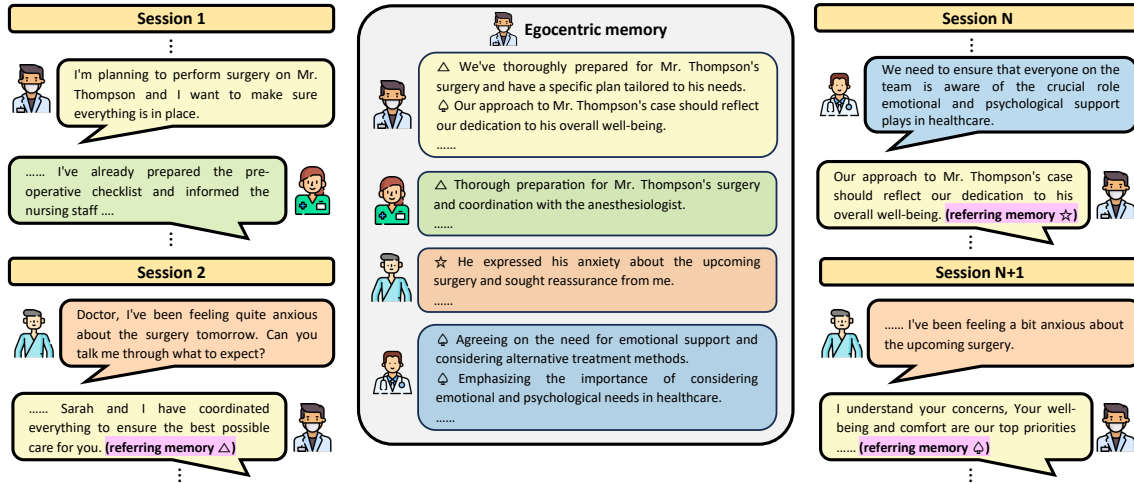 Session 1
⋮
I'm planning to perform surgery on Mr.
Thompson and I want to make sure
everything is in place.
…… I've already prepared the pre-
operative checklist and informed the
nursing staff ….
⋮
Session 2
Doctor, I've been feeling quite anxious
about the surgery tomorrow. Can you
talk me through what to expect?
…… Sarah and I have coordinated
everything to ensure the best possible
care for you. (referring memory △)
⋮
Egocentric memory
△ We've thoroughly prepared for Mr. Thompson's
surgery and have a specific plan tailored to his needs.
♤ Our approach to Mr. Thompson's case should reflect
our dedication to his overall well-being.
……
△ Thorough preparation for Mr. Thompson's surgery
and coordination with the anesthesiologist.
……
☆ He expressed his anxiety about the upcoming
surgery and sought reassurance from me.
……
♤ Agreeing on the need for emotional support and
considering alternative treatment methods.
♤ Emphasizing the importance of considering
emotional and psychological needs in healthcare.
……
Session N
⋮
We need to ensure that everyone on the
team is aware of the crucial role
emotional and psychological support
plays in healthcare.
Our approach to Mr. Thompson's case
should reflect our dedication to his
overall well-being. (referring memory ☆)
⋮
Session N+1
…… I've been feeling a bit anxious about
the upcoming surgery.
I understand your concerns, Your well-
being and comfort are our top priorities
…… (referring memory ♤)
⋮